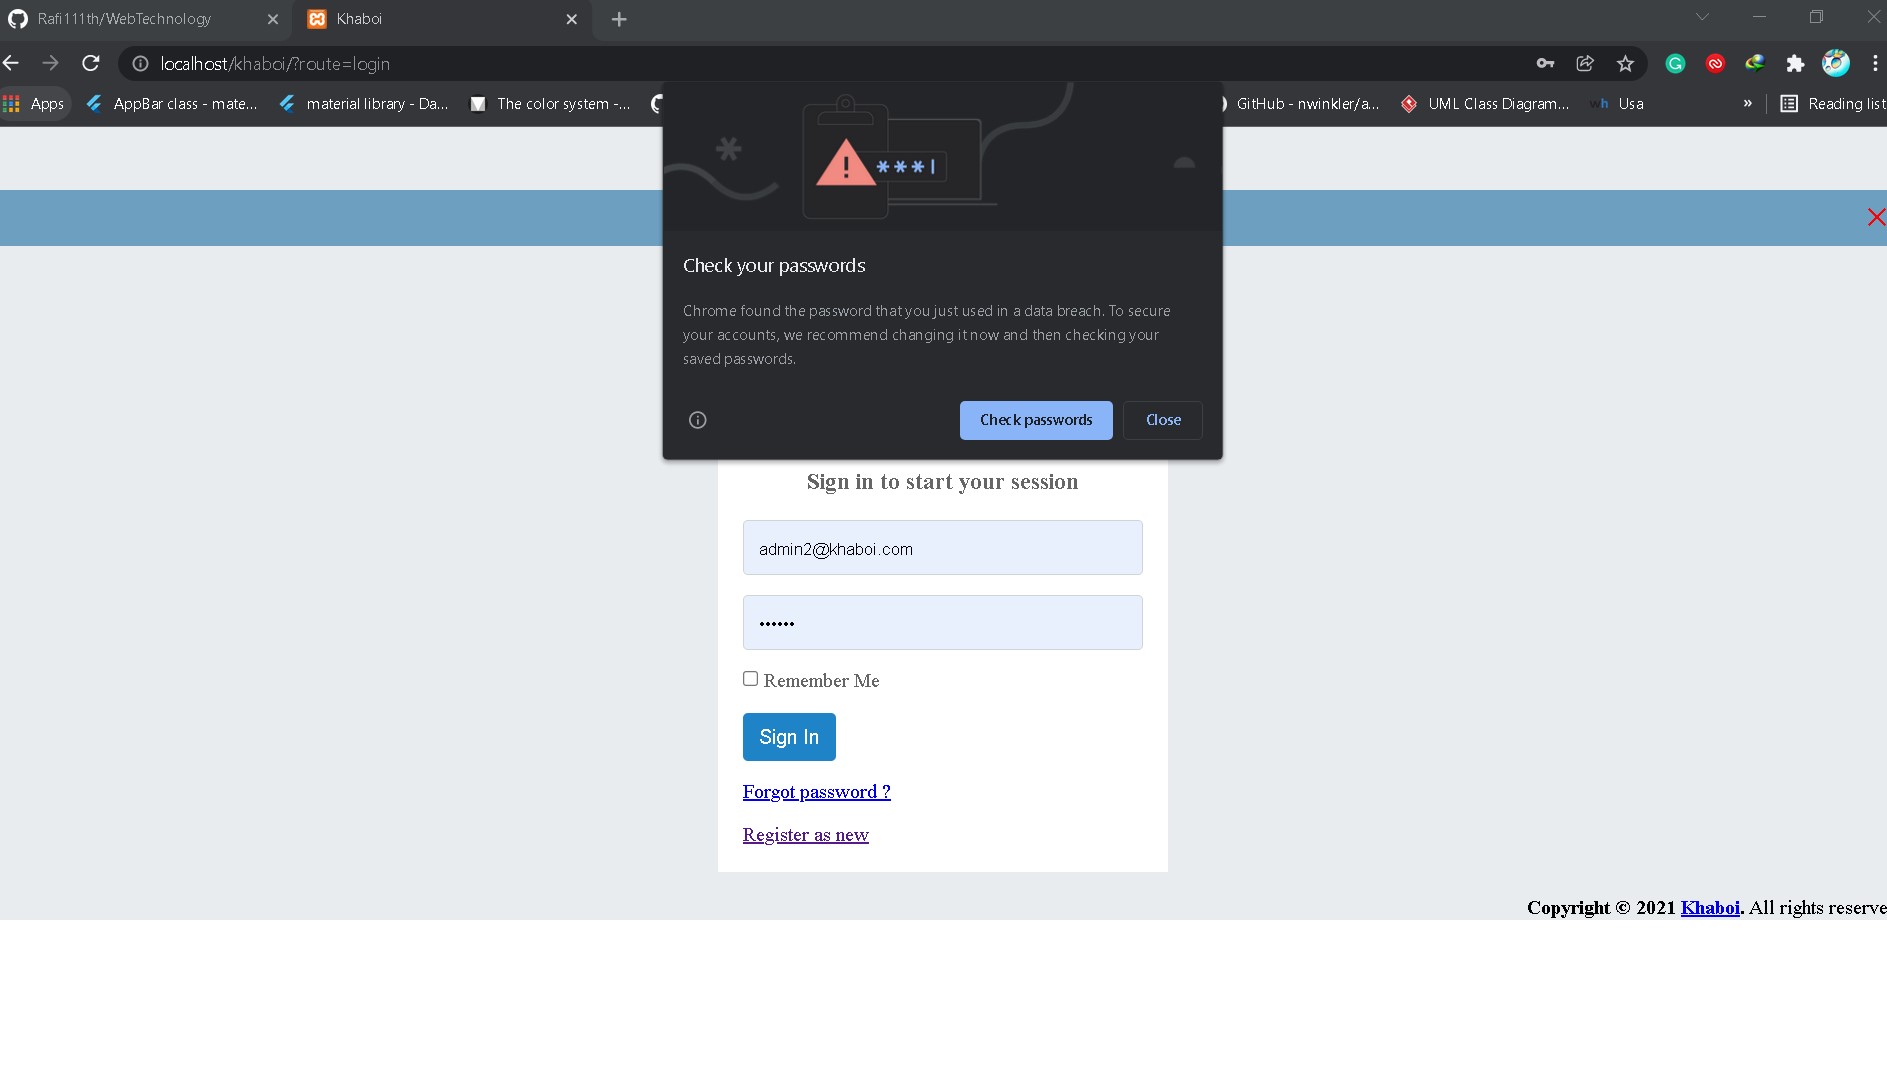 Rafi111th/WebTechnology
Khaboi
localhost/khaboi/?route=login
Apps
AppBar class - mate...
material library - Da...
The color system -...
GitHub - nwinkler/a...
UML Class Diagram...
wh Usa
»
Reading list
! ***|
Check your passwords
Chrome found the password that you just used in a data breach. To secure
your accounts, we recommend changing it now and then checking your
saved passwords.
Check passwords
Close
Sign in to start your session
admin2@khaboi.com
••••••
Remember Me
Sign In
Forgot password ?
Register as new
Copyright © 2021 Khaboi. All rights reserve